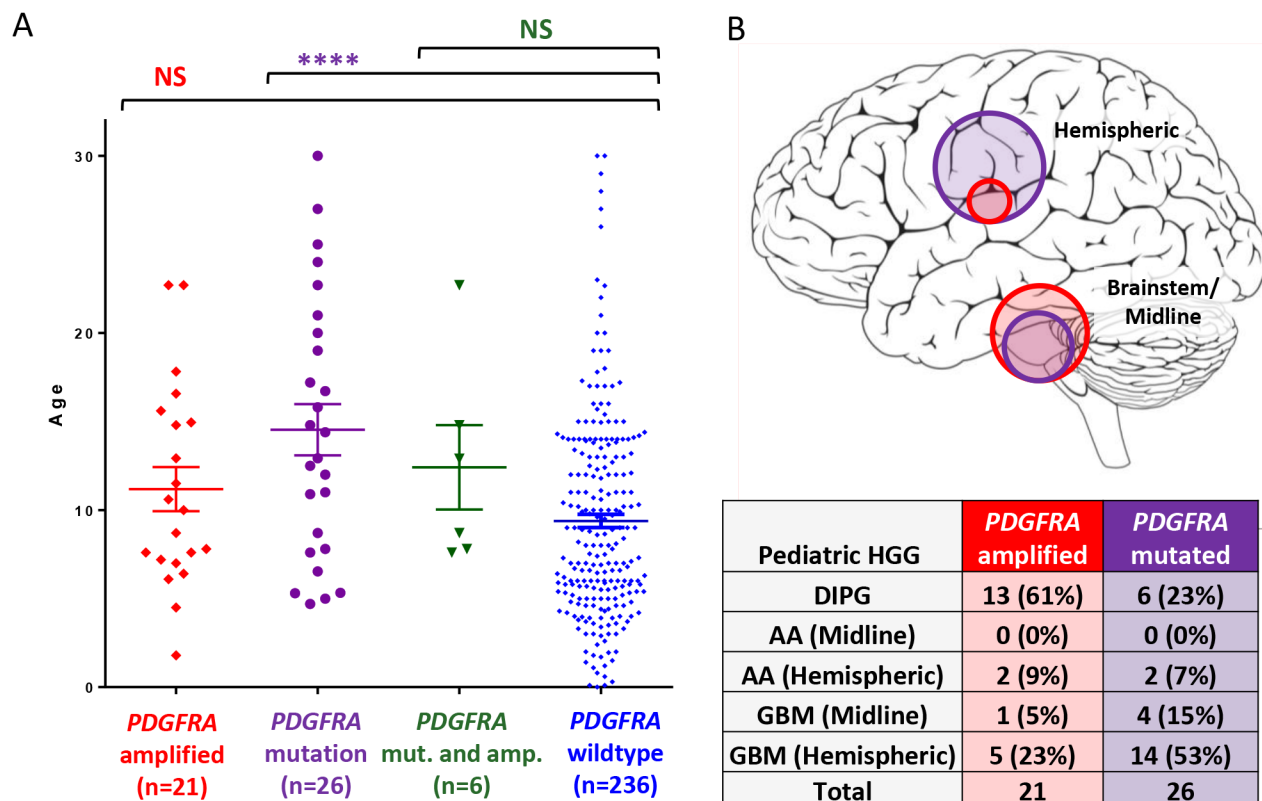 A
NS
****
NS
30
20
10
0
Age
PDGFRA
amplified
(n=21)
PDGFRA
mutation
(n=26)
PDGFRA
mut. and amp.
(n=6)
PDGFRA
wildtype
(n=236)
B
Hemispheric
Brainstem/
Midline
Pediatric HGG PDGFRA amplified PDGFRA mutated
DIPG 13 (61%) 6 (23%)
AA (Midline) 0 (0%) 0 (0%)
AA (Hemispheric) 2 (9%) 2 (7%)
GBM (Midline) 1 (5%) 4 (15%)
GBM (Hemispheric) 5 (23%) 14 (53%)
Total 21 26